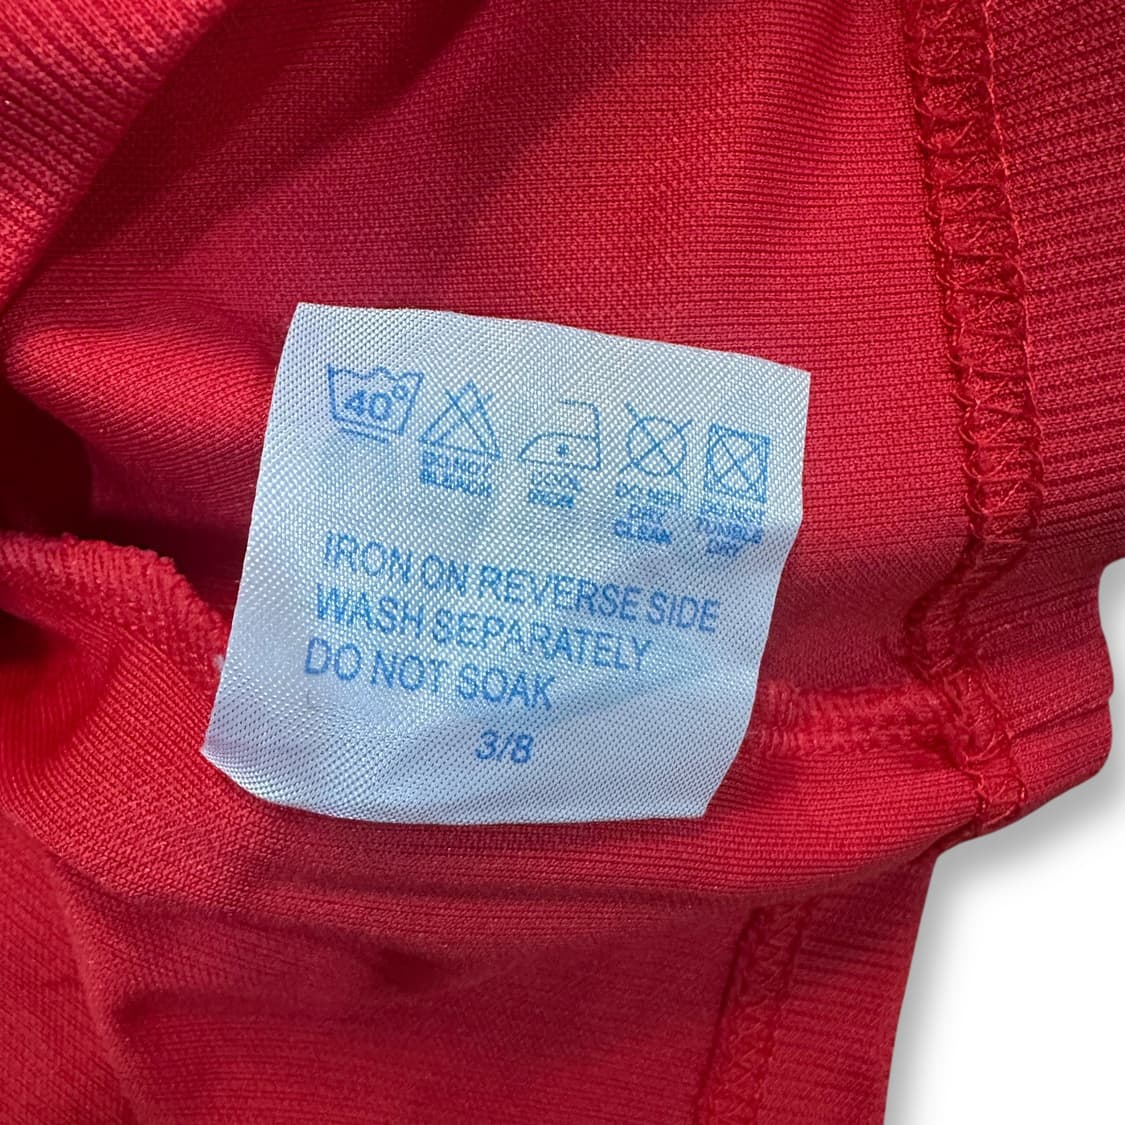 40°
DO NOT BLEACH
COOL IRON
DO NOT DRY CLEAN
DO NOT TUMBLE DRY
IRON ON REVERSE SIDE
WASH SEPARATELY
DO NOT SOAK
3/8